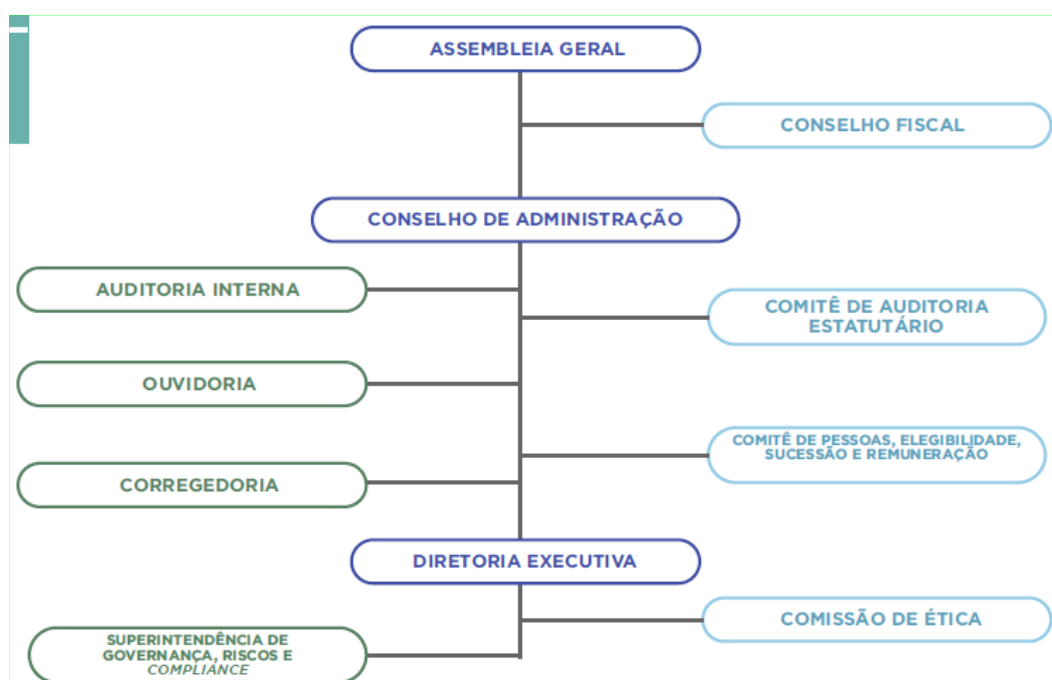 ASSEMBLEIA GERAL
CONSELHO FISCAL
CONSELHO DE ADMINISTRAÇÃO
AUDITORIA INTERNA
COMITÊ DE AUDITORIA
ESTATUTÁRIO
OUVIDORIA
COMITÊ DE PESSOAS, ELEGIBILIDADE,
SUCESSÃO E REMUNERAÇÃO
CORREGEDORIA
DIRETORIA EXECUTIVA
COMISSÃO DE ÉTICA
SUPERINTENDÊNCIA DE
GOVERNANÇA, RISCOS E
COMPLIANCE